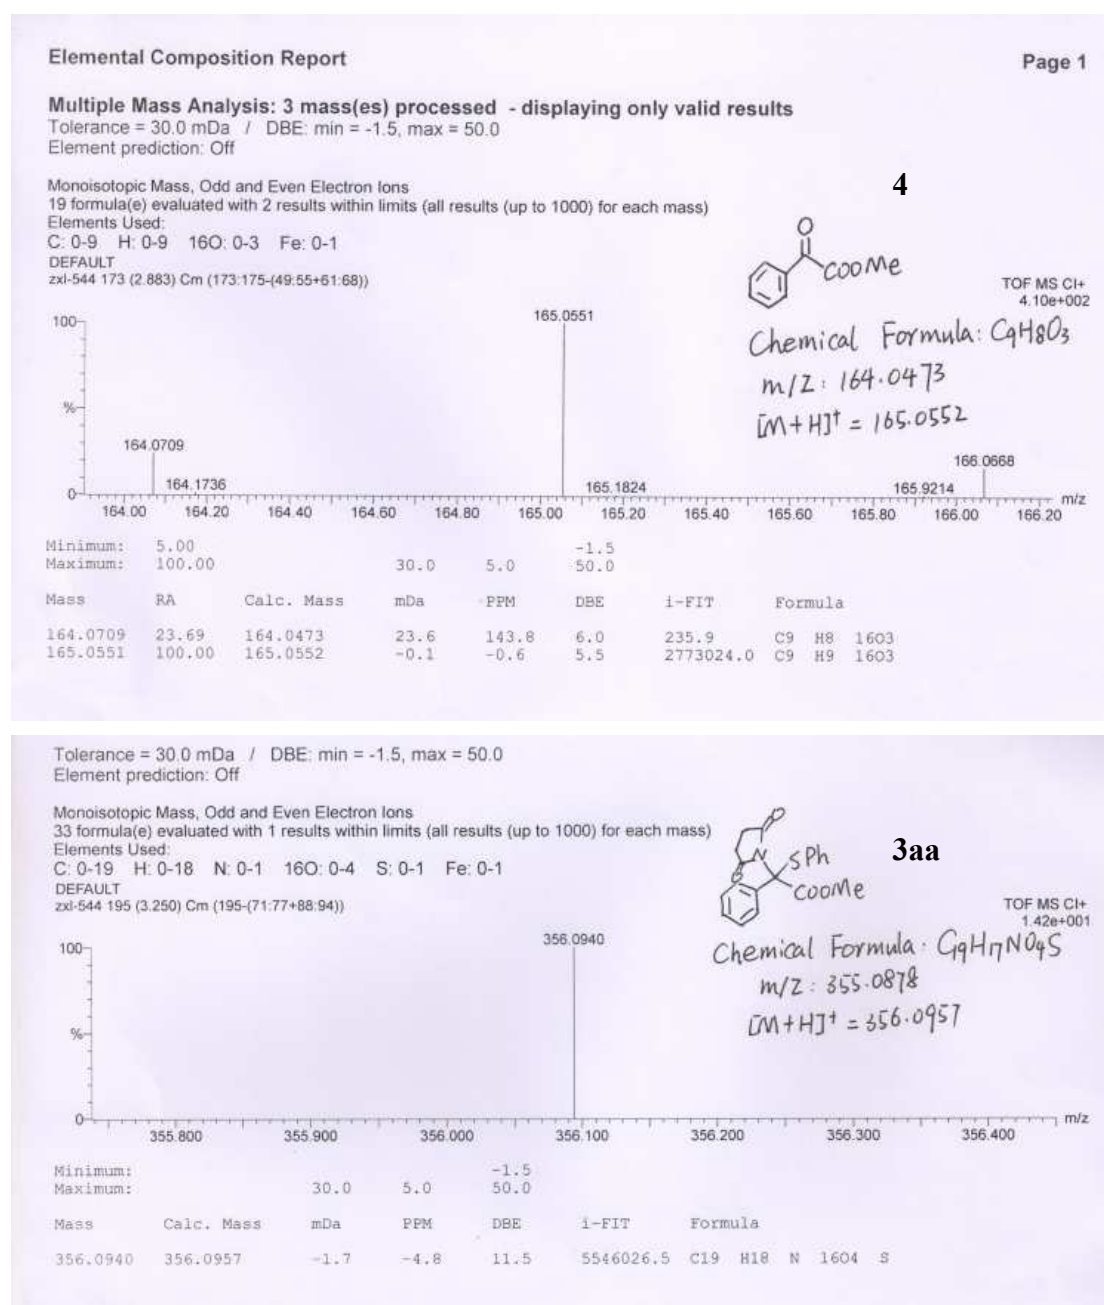 Elemental Composition Report Page 1
Multiple Mass Analysis: 3 mass(es) processed - displaying only valid results
Tolerance = 30.0 mDa / DBE: min = -1.5, max = 50.0
Element prediction: Off
Monoisotopic Mass, Odd and Even Electron Ions
19 formula(e) evaluated with 2 results within limits (all results (up to 1000) for each mass)
Elements Used:
C: 0-9 H: 0-9 16O: 0-3 Fe: 0-1
DEFAULT
zxl-544 173 (2.883) Cm (173:175-(49:55+61:68))
4
O
COOMe
TOF MS CI+
4.10e+002
Chemical Formula: C9H8O3
m/z: 164.0473
[M+H]+ = 165.0552
100
%
0
165.0551
164.0709
164.1736
165.1824
165.9214
166.0668
164.00 164.20 164.40 164.60 164.80 165.00 165.20 165.40 165.60 165.80 166.00 166.20 m/z
Minimum: 5.00 -1.5
Maximum: 100.00 30.0 5.0 50.0
Mass RA Calc. Mass mDa PPM DBE i-FIT Formula
164.0709 23.69 164.0473 23.6 143.8 6.0 235.9 C9 H8 16O3
165.0551 100.00 165.0552 -0.1 -0.6 5.5 2773024.0 C9 H9 16O3
Tolerance = 30.0 mDa / DBE: min = -1.5, max = 50.0
Element prediction: Off
Monoisotopic Mass, Odd and Even Electron Ions
33 formula(e) evaluated with 1 results within limits (all results (up to 1000) for each mass)
Elements Used:
C: 0-19 H: 0-18 N: 0-1 16O: 0-4 S: 0-1 Fe: 0-1
DEFAULT
zxl-544 195 (3.250) Cm (195-(71:77+88:94))
3aa
O
N
O
SPh
COOMe
TOF MS CI+
1.42e+001
Chemical Formula: C19H17NO4S
m/z: 355.0878
[M+H]+ = 356.0957
100
%
0
356.0940
355.800 355.900 356.000 356.100 356.200 356.300 356.400 m/z
Minimum: -1.5
Maximum: 30.0 5.0 50.0
Mass Calc. Mass mDa PPM DBE i-FIT Formula
356.0940 356.0957 -1.7 -4.8 11.5 5546026.5 C19 H18 N 16O4 S